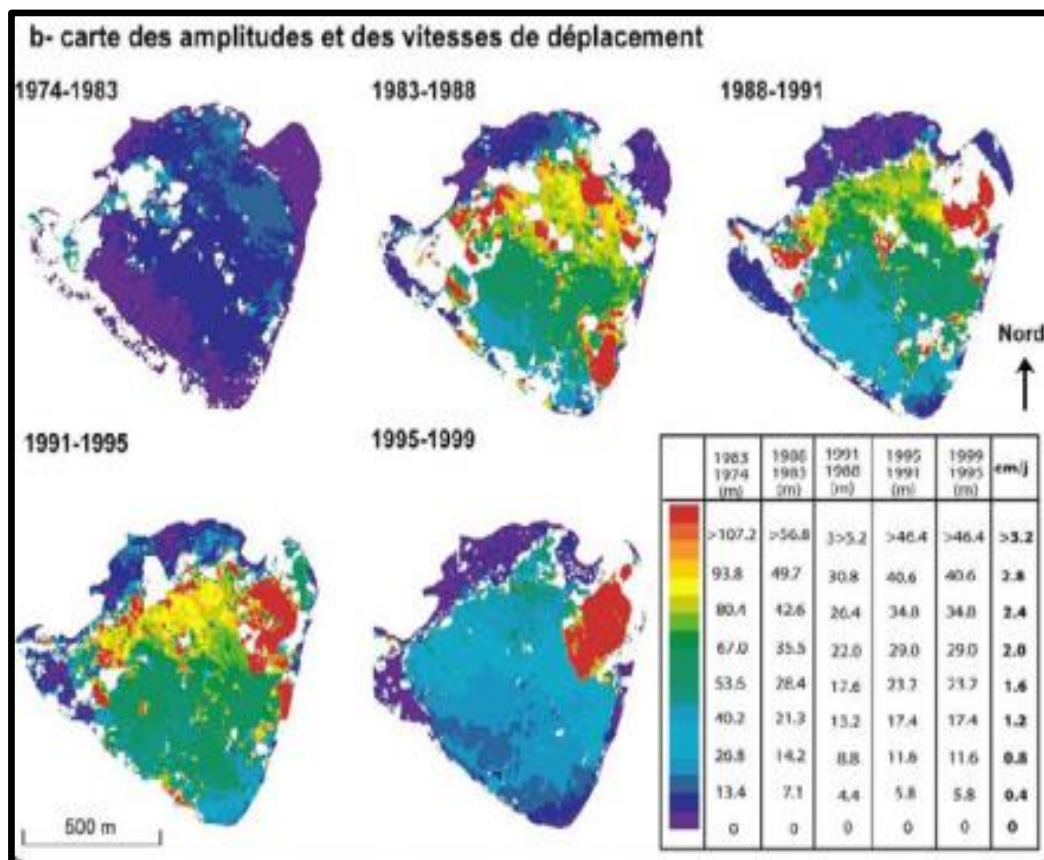 b- carte des amplitudes et des vitesses de déplacement
1974-1983 1983-1988 1988-1991
Nord
1991-1995 1995-1999
1983 1974 (m) 1988 1983 (m) 1991 1988 (m) 1995 1991 (m) 1999 1995 (m) cm/j
>107.2 >56.8 3>5.2 >46.4 >46.4 >3.2
93.8 49.7 30.8 40.6 40.6 2.8
80.4 42.6 26.4 34.8 34.8 2.4
67.0 35.5 22.0 29.0 29.0 2.0
53.6 28.4 17.6 23.2 23.2 1.6
40.2 21.3 13.2 17.4 17.4 1.2
26.8 14.2 8.8 11.6 11.6 0.8
13.4 7.1 4.4 5.8 5.8 0.4
0 0 0 0 0 0
500 m